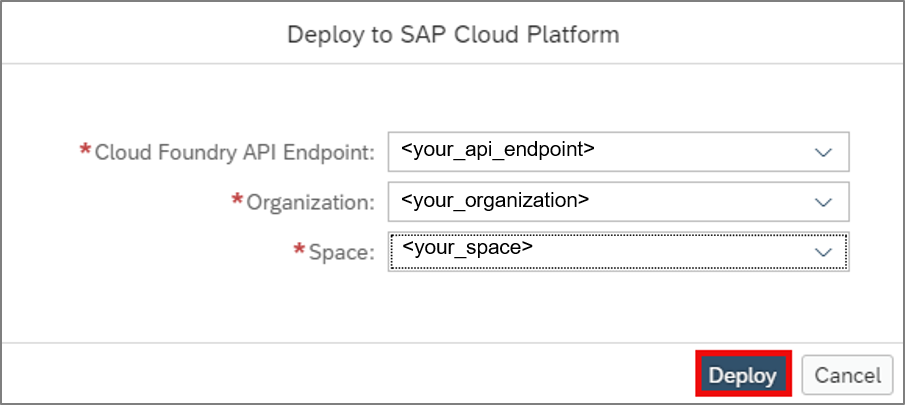 Deploy to SAP Cloud Platform
*Cloud Foundry API Endpoint: <your_api_endpoint>
*Organization: <your_organization>
*Space: <your_space>
Deploy Cancel